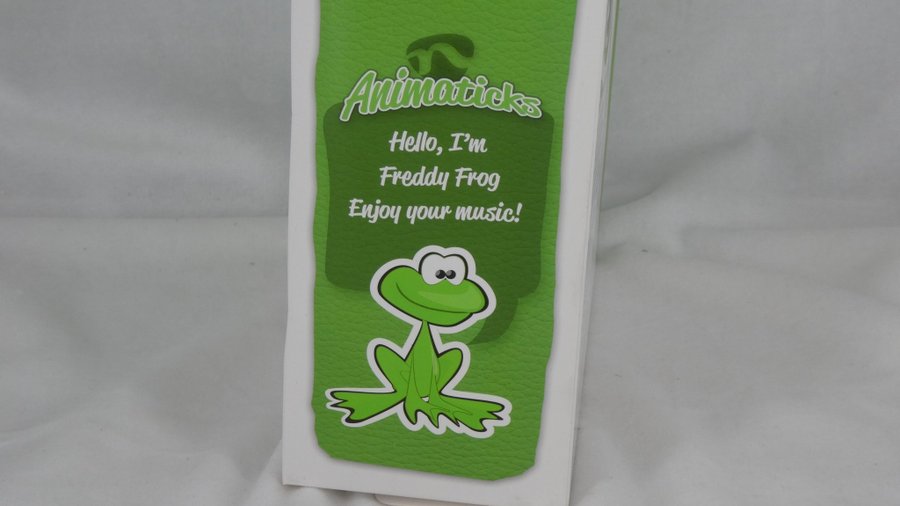 Animaticks
Hello, I'm
Freddy Frog
Enjoy your music!